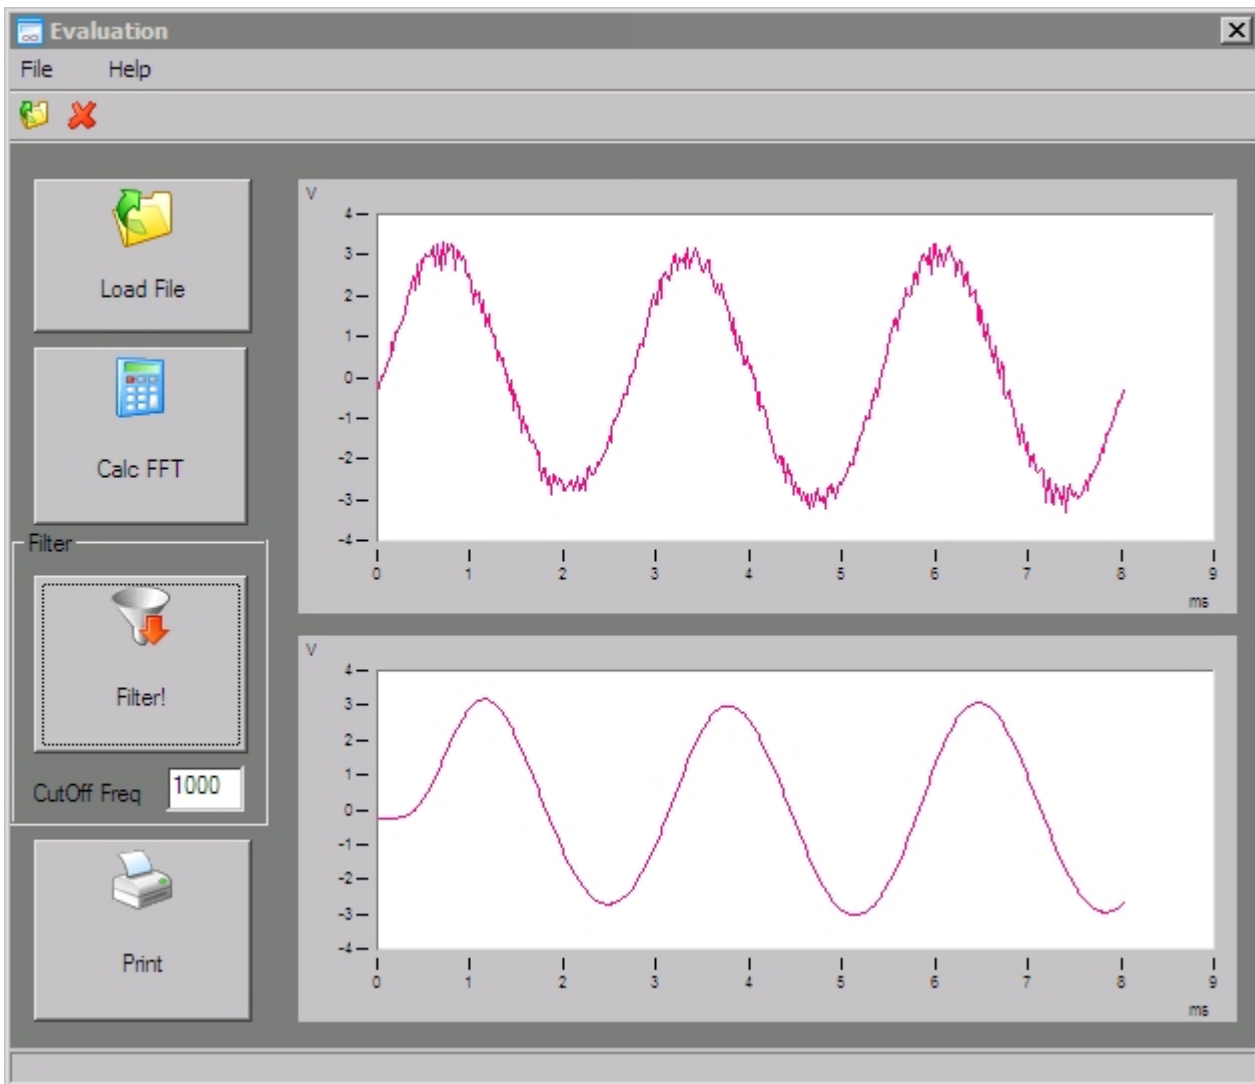 Evaluation
File Help
Load File
Calc FFT
Filter
Filter!
CutOff Freq 1000
Print
V
4
3
2
1
0
-1
-2
-3
-4
0 1 2 3 4 5 6 7 8 9
ms
V
4
3
2
1
0
-1
-2
-3
-4
0 1 2 3 4 5 6 7 8 9
ms